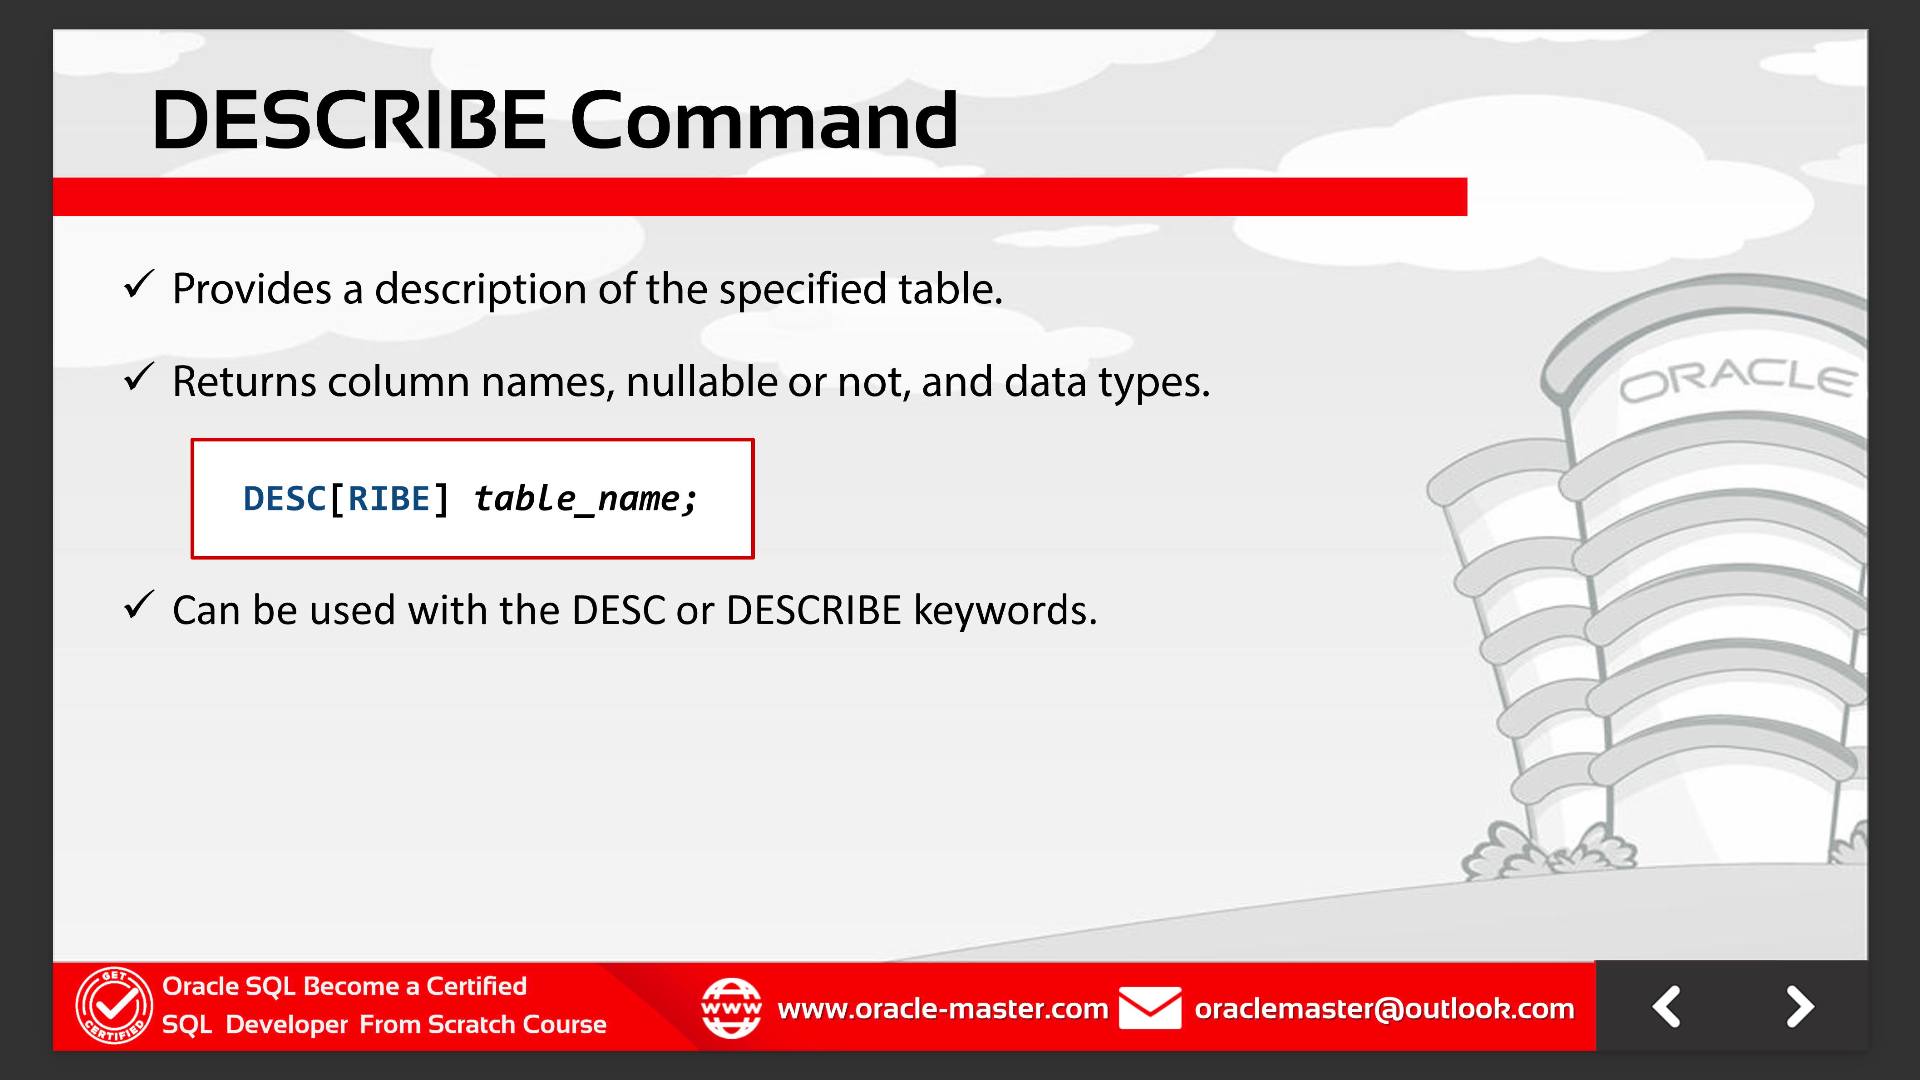 DESCRIBE Command
✓ Provides a description of the specified table.
✓ Returns column names, nullable or not, and data types.
DESC[RIBE] table_name;
✓ Can be used with the DESC or DESCRIBE keywords.
ORACLE
GET
CERTIFIED
Oracle SQL Become a Certified
SQL Developer From Scratch Course
www
www.oracle-master.com
oraclemaster@outlook.com